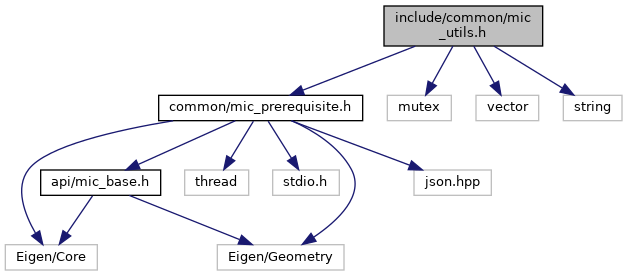 include/common/mic
_utils.h
common/mic_prerequisite.h
mutex
vector
string
api/mic_base.h
thread
stdio.h
json.hpp
Eigen/Core
Eigen/Geometry